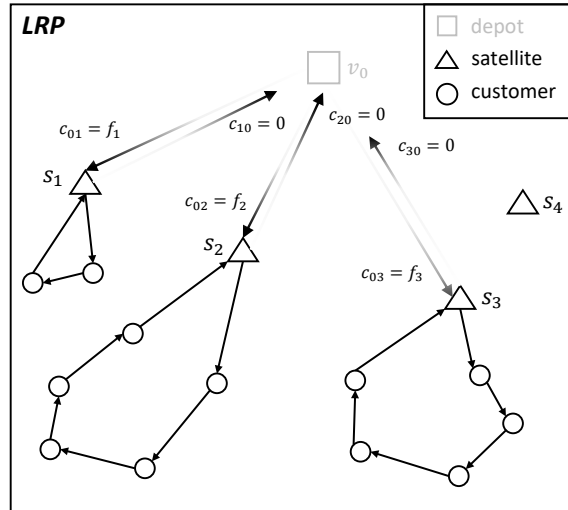 LRP
depot
satellite
customer
v₀
c₀₁ = f₁
c₁₀ = 0
c₂₀ = 0
c₃₀ = 0
s₁
c₀₂ = f₂
s₄
s₂
c₀₃ = f₃
s₃